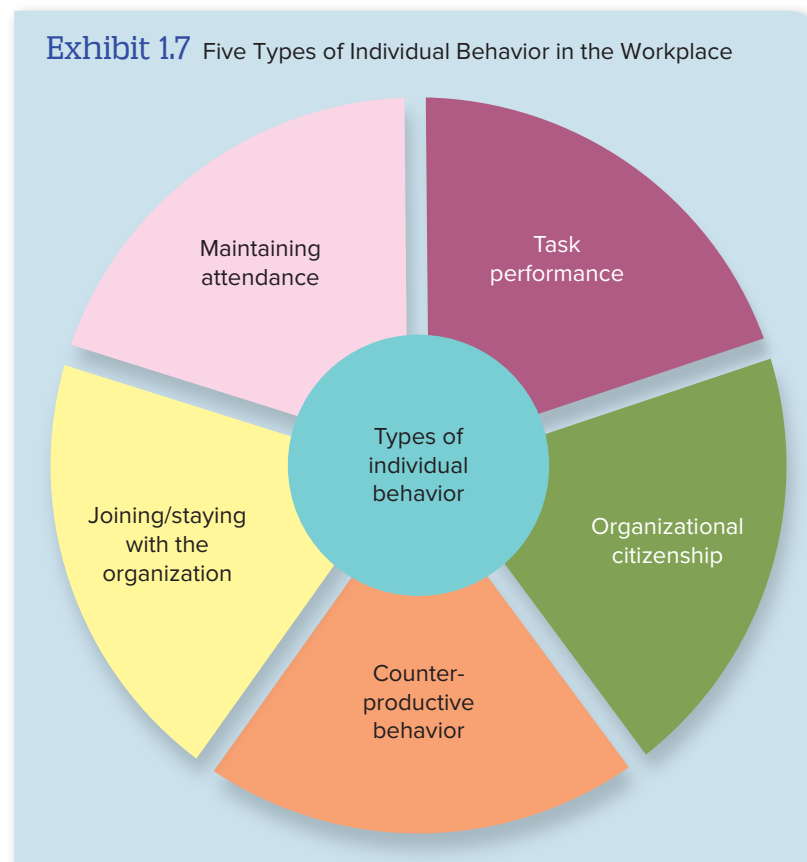 Exhibit 1.7 Five Types of Individual Behavior in the Workplace
Maintaining
attendance
Task
performance
Types of
individual
behavior
Joining/staying
with the
organization
Organizational
citizenship
Counter-
productive
behavior